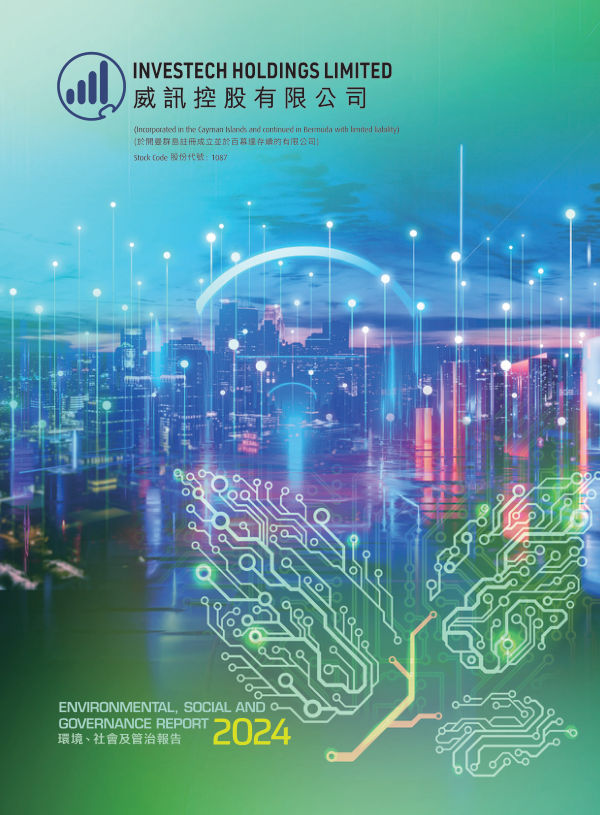 INVESTECH HOLDINGS LIMITED
威訊控股有限公司
(Incorporated in the Cayman Islands and continued in Bermuda with limited liability)
(於開曼群島註冊成立並於百慕達存續的有限公司)
Stock Code 股份代號：1087
ENVIRONMENTAL, SOCIAL AND
GOVERNANCE REPORT 2024
環境、社會及管治報告